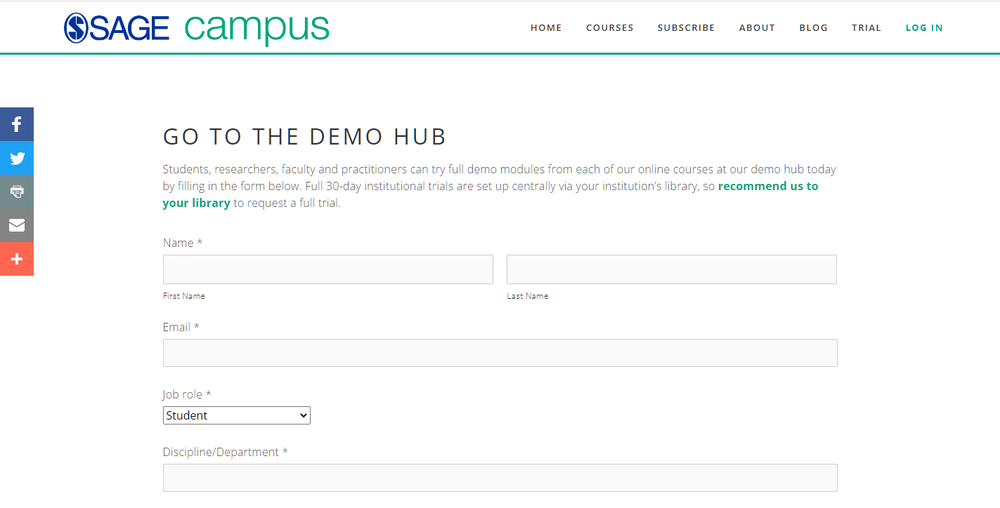 SAGE campus
HOME COURSES SUBSCRIBE ABOUT BLOG TRIAL LOG IN
GO TO THE DEMO HUB
Students, researchers, faculty and practitioners can try full demo modules from each of our online courses at our demo hub today
by filling in the form below. Full 30-day institutional trials are set up centrally via your institution’s library, so recommend us to
your library to request a full trial.
Name *
First Name Last Name
Email *
Job role *
Student
Discipline/Department *